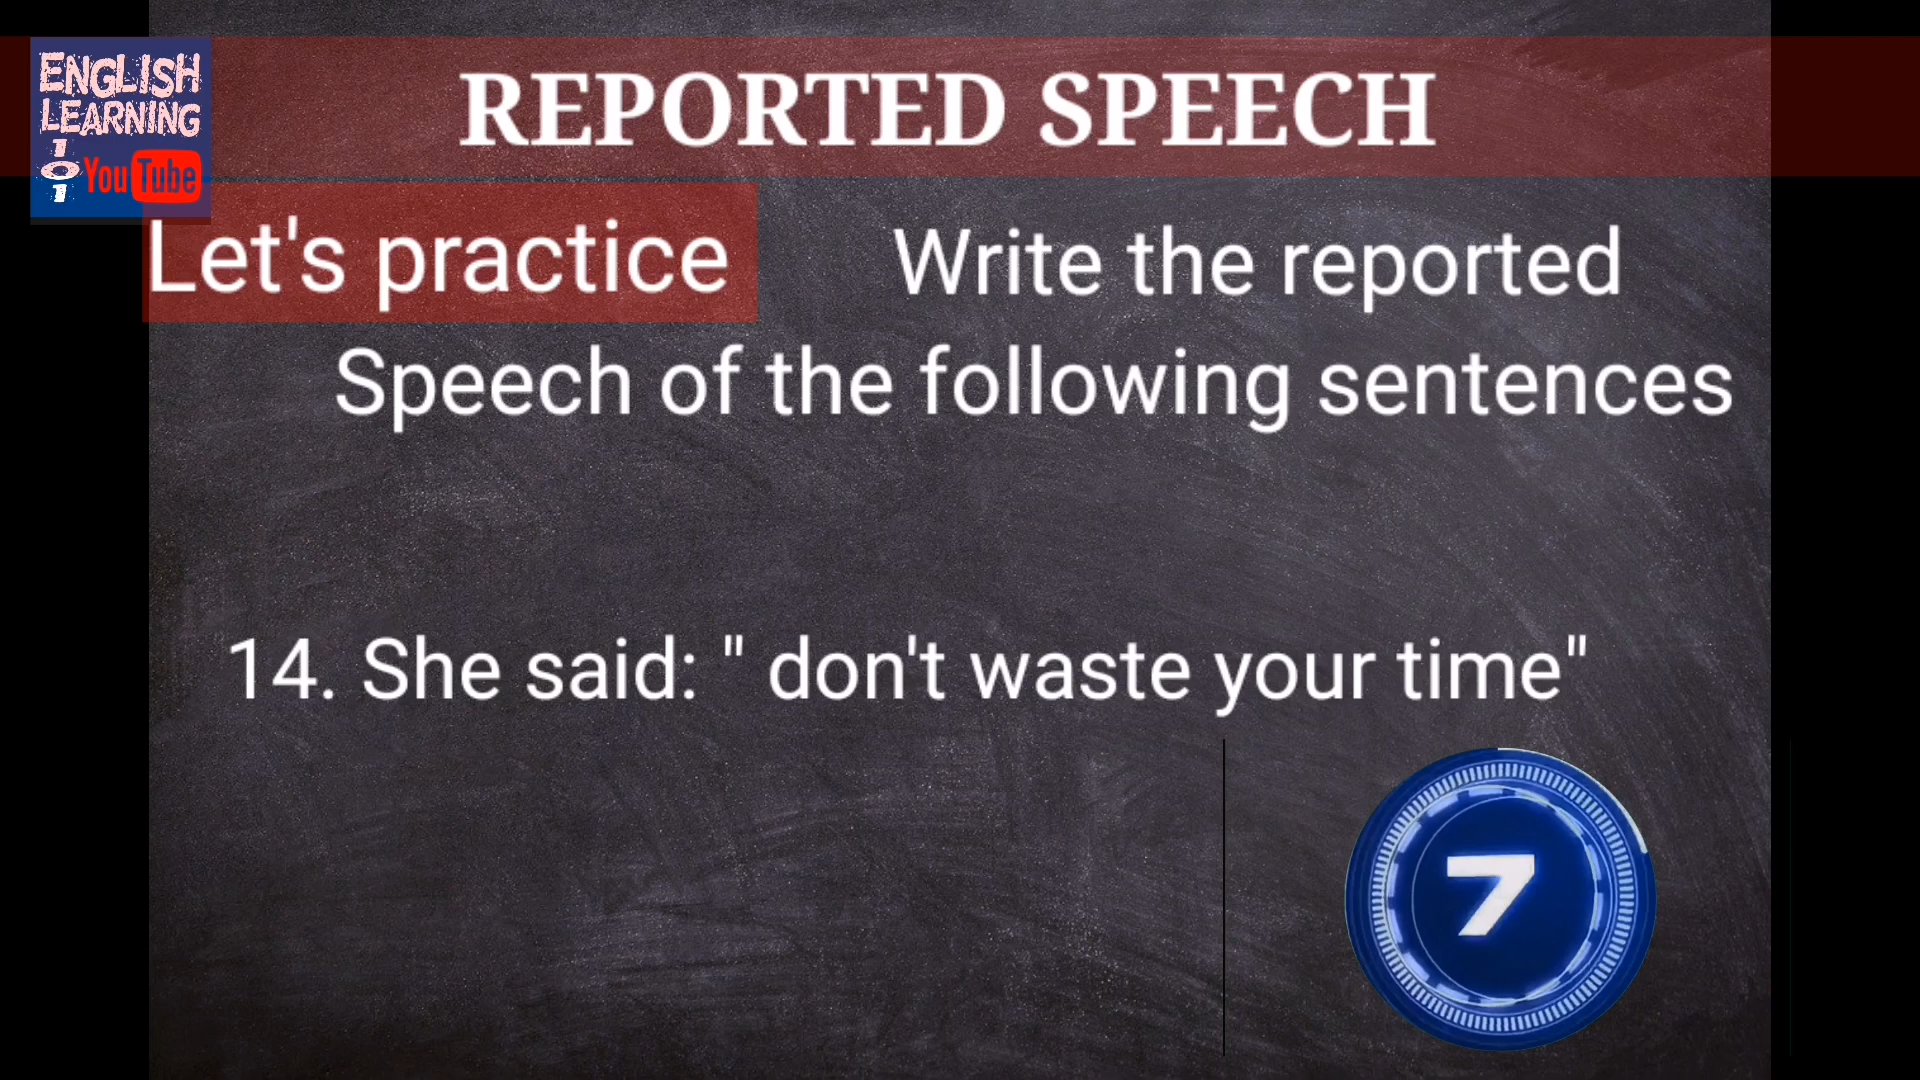 ENGLISH
LEARNING
101
YouTube
REPORTED SPEECH
Let's practice
Write the reported
Speech of the following sentences
14. She said: " don't waste your time"
7